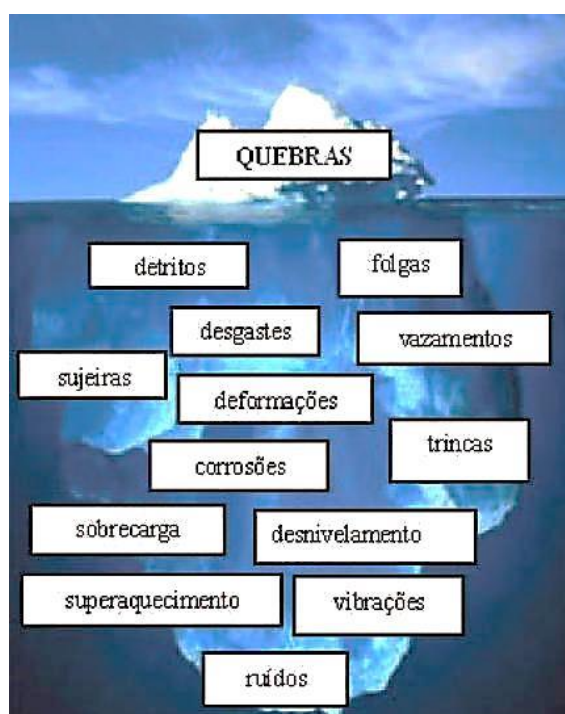 QUEBRAS
detritos
folgas
desgastes
vazamentos
sujeiras
deformações
trincas
corrosões
sobrecarga
desnivelamento
superaquecimento
vibrações
ruídos